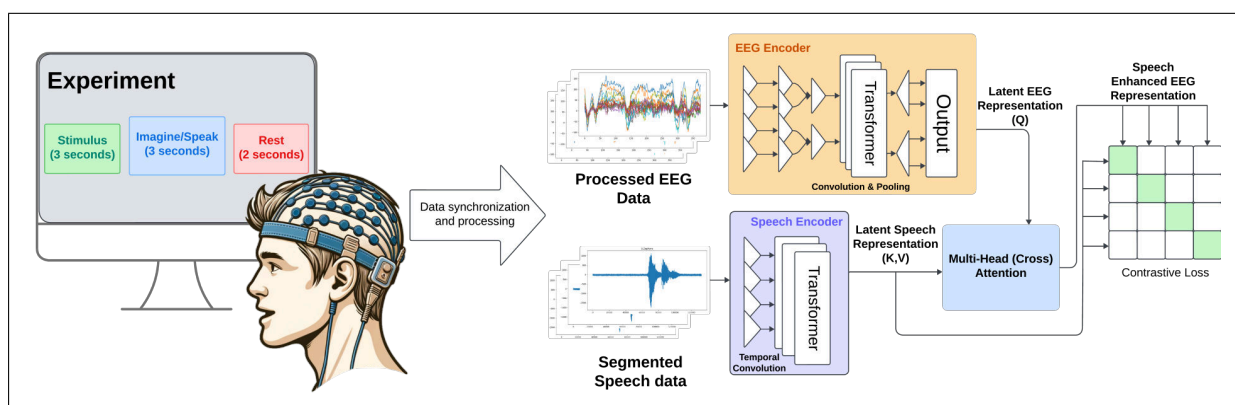 Experiment
Stimulus
(3 seconds)
Imagine/Speak
(3 seconds)
Rest
(2 seconds)
Data synchronization
and processing
Processed EEG
Data
Segmented
Speech data
EEG Encoder
Transformer
Output
Convolution & Pooling
Speech Encoder
Transformer
Temporal
Convolution
Latent EEG
Representation
(Q)
Latent Speech
Representation
(K,V)
Multi-Head (Cross)
Attention
Speech
Enhanced EEG
Representation
Contrastive Loss